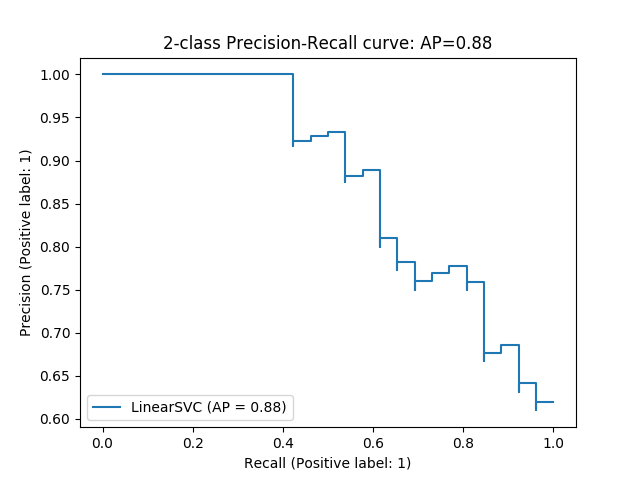 2-class Precision-Recall curve: AP=0.88
1.00
0.95
0.90
0.85
0.80
0.75
0.70
0.65
0.60
Precision (Positive label: 1)
LinearSVC (AP = 0.88)
0.0 0.2 0.4 0.6 0.8 1.0
Recall (Positive label: 1)